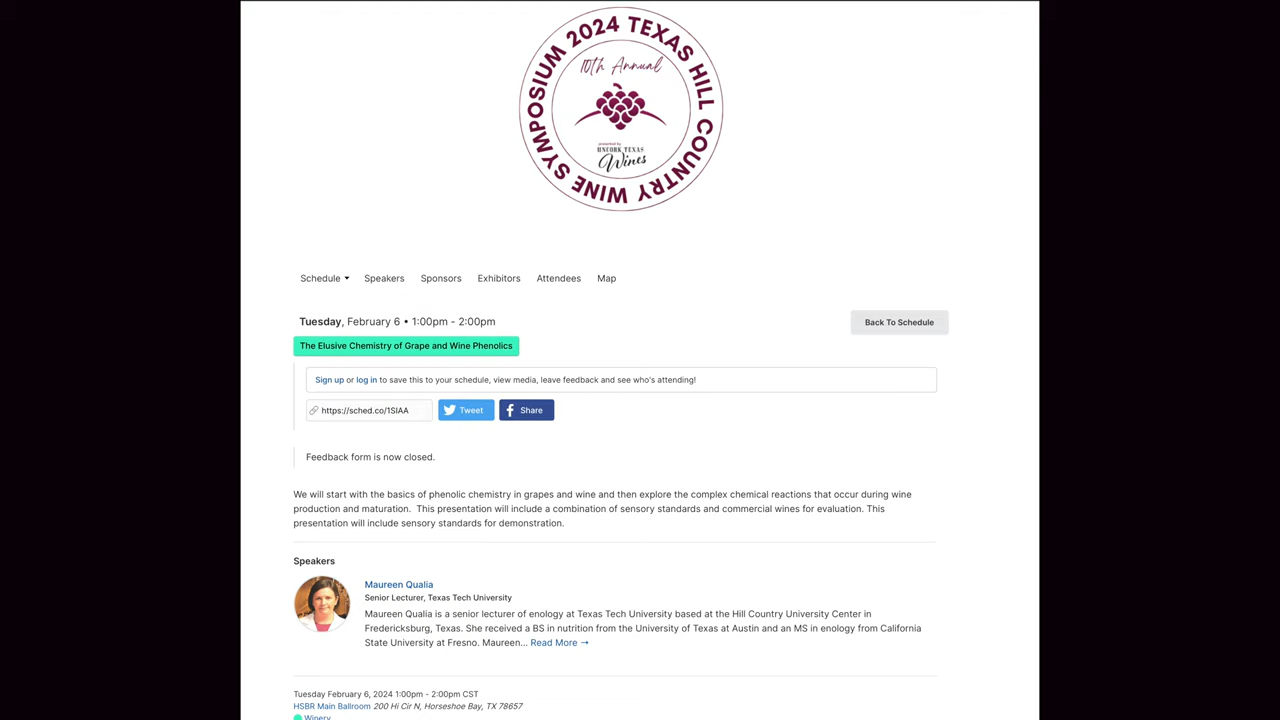 2024 TEXAS HILL COUNTRY WINE SYMPOSIUM
10th Annual
presented by
UNCORK TEXAS
Wines
Schedule Speakers Sponsors Exhibitors Attendees Map
Tuesday, February 6 • 1:00pm - 2:00pm
Back To Schedule
The Elusive Chemistry of Grape and Wine Phenolics
Sign up or log in to save this to your schedule, view media, leave feedback and see who's attending!
https://sched.co/1SIAA Tweet Share
Feedback form is now closed.
We will start with the basics of phenolic chemistry in grapes and wine and then explore the complex chemical reactions that occur during wine
production and maturation. This presentation will include a combination of sensory standards and commercial wines for evaluation. This
presentation will include sensory standards for demonstration.
Speakers
Maureen Qualia
Senior Lecturer, Texas Tech University
Maureen Qualia is a senior lecturer of enology at Texas Tech University based at the Hill Country University Center in
Fredericksburg, Texas. She received a BS in nutrition from the University of Texas at Austin and an MS in enology from California
State University at Fresno. Maureen... Read More →
Tuesday February 6, 2024 1:00pm - 2:00pm CST
HSBR Main Ballroom 200 Hi Cir N, Horseshoe Bay, TX 78657
Winery